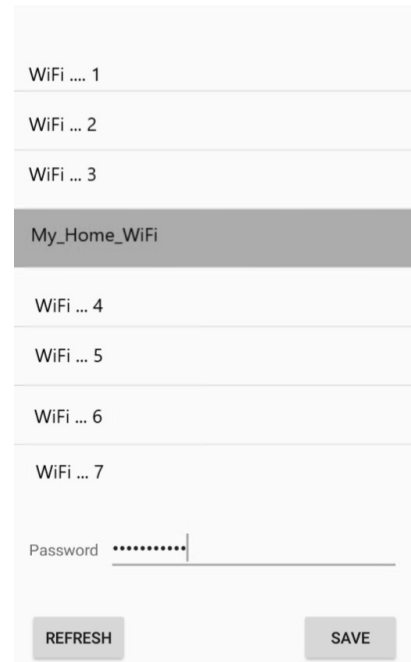 WiFi .... 1
WiFi ... 2
WiFi ... 3
My_Home_WiFi
WiFi ... 4
WiFi ... 5
WiFi ... 6
WiFi ... 7
Password •••••••••••
REFRESH SAVE